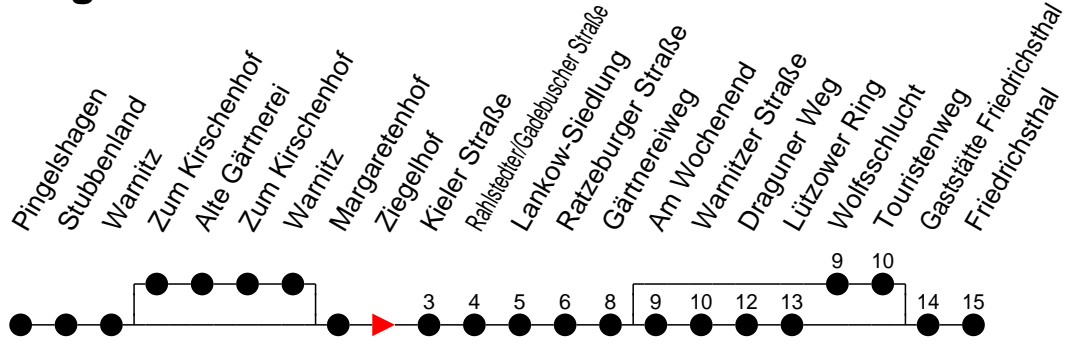 Pingelshagen
Stubbenland
Warnitz
Zum Kirschenhof
Alte Gärtnerei
Zum Kirschenhof
Warnitz
Margaretenhof
Ziegelhof
Kieler Straße
Rahlstedter/Gadebuscher Straße
Lankow-Siedlung
Ratzeburger Straße
Gärtnereiweg
Am Wochenend
Warnitzer Straße
Draguner Weg
Lützower Ring
Wolfsschlucht
Touristenweg
Gaststätte Friedrichsthal
Friedrichsthal
9 10
3 4 5 6 8 9 10 12 13 14 15